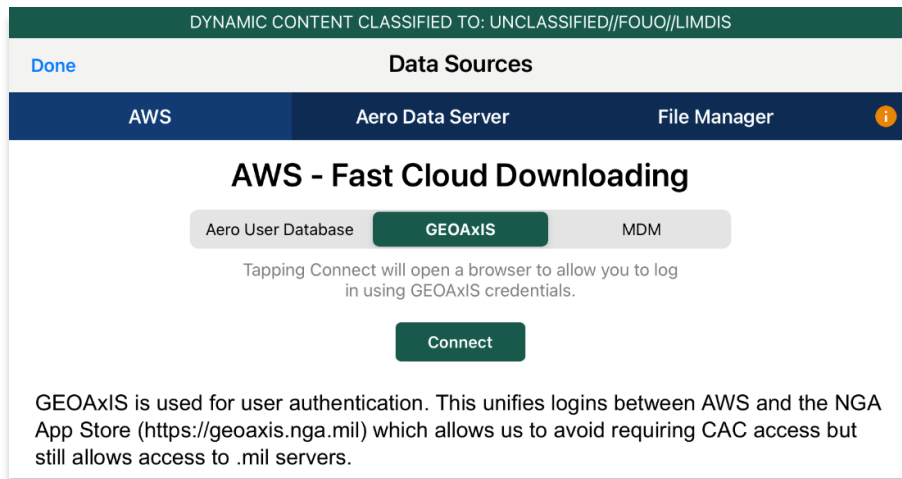 DYNAMIC CONTENT CLASSIFIED TO: UNCLASSIFIED//FOUO//LIMDIS
Done
Data Sources
AWS
Aero Data Server
File Manager
i
AWS - Fast Cloud Downloading
Aero User Database
GEOAxIS
MDM
Tapping Connect will open a browser to allow you to log
in using GEOAxIS credentials.
Connect
GEOAxIS is used for user authentication. This unifies logins between AWS and the NGA
App Store (https://geoaxis.nga.mil) which allows us to avoid requiring CAC access but
still allows access to .mil servers.